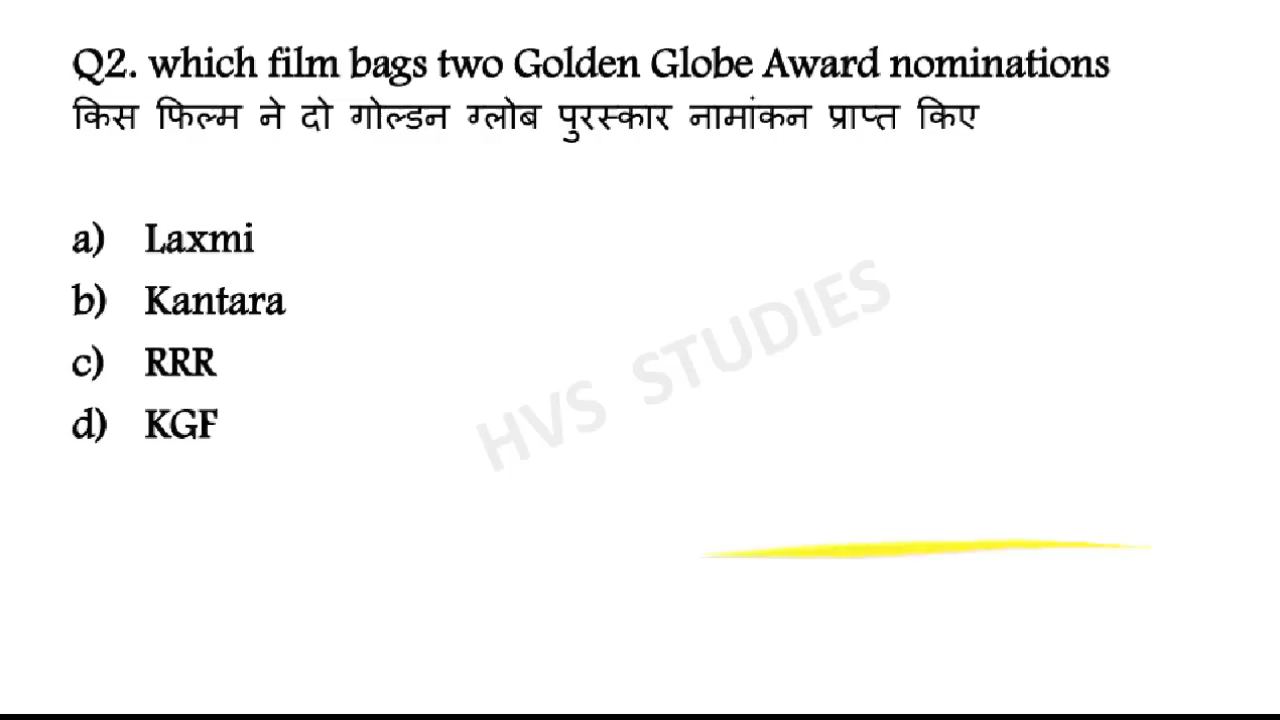 Q2. which film bags two Golden Globe Award nominations
किस फिल्म ने दो गोल्डन ग्लोब पुरस्कार नामांकन प्राप्त किए
a) Laxmi
b) Kantara
c) RRR
d) KGF
HVS STUDIES